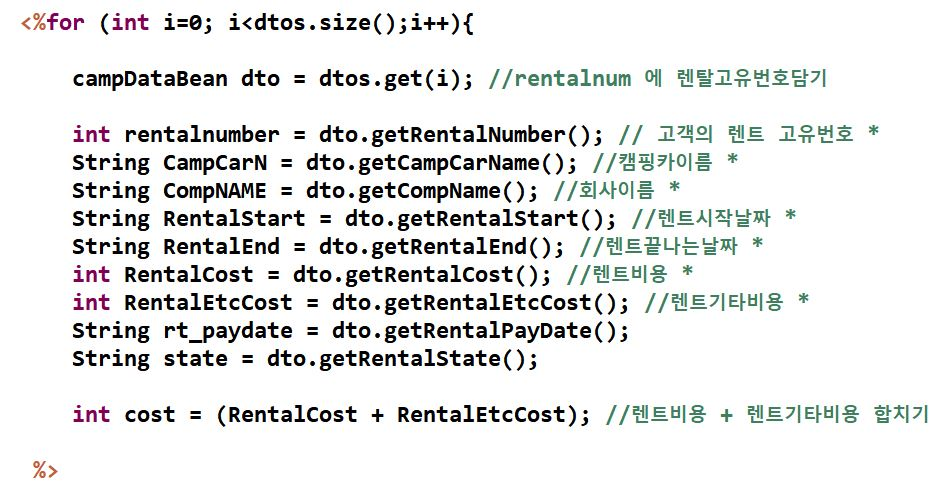 <%for (int i=0; i<dtos.size();i++){
campDataBean dto = dtos.get(i); //rentalnum 에 렌탈고유번호담기
int rentalnumber = dto.getRentalNumber(); // 고객의 렌트 고유번호 *
String CampCarN = dto.getCampCarName(); //캠핑카이름 *
String CompNAME = dto.getCompName(); //회사이름 *
String RentalStart = dto.getRentalStart(); //렌트시작날짜 *
String RentalEnd = dto.getRentalEnd(); //렌트끝나는날짜 *
int RentalCost = dto.getRentalCost(); //렌트비용 *
int RentalEtcCost = dto.getRentalEtcCost(); //렌트기타비용 *
String rt_paydate = dto.getRentalPayDate();
String state = dto.getRentalState();
int cost = (RentalCost + RentalEtcCost); //렌트비용 + 렌트기타비용 합치기
%>